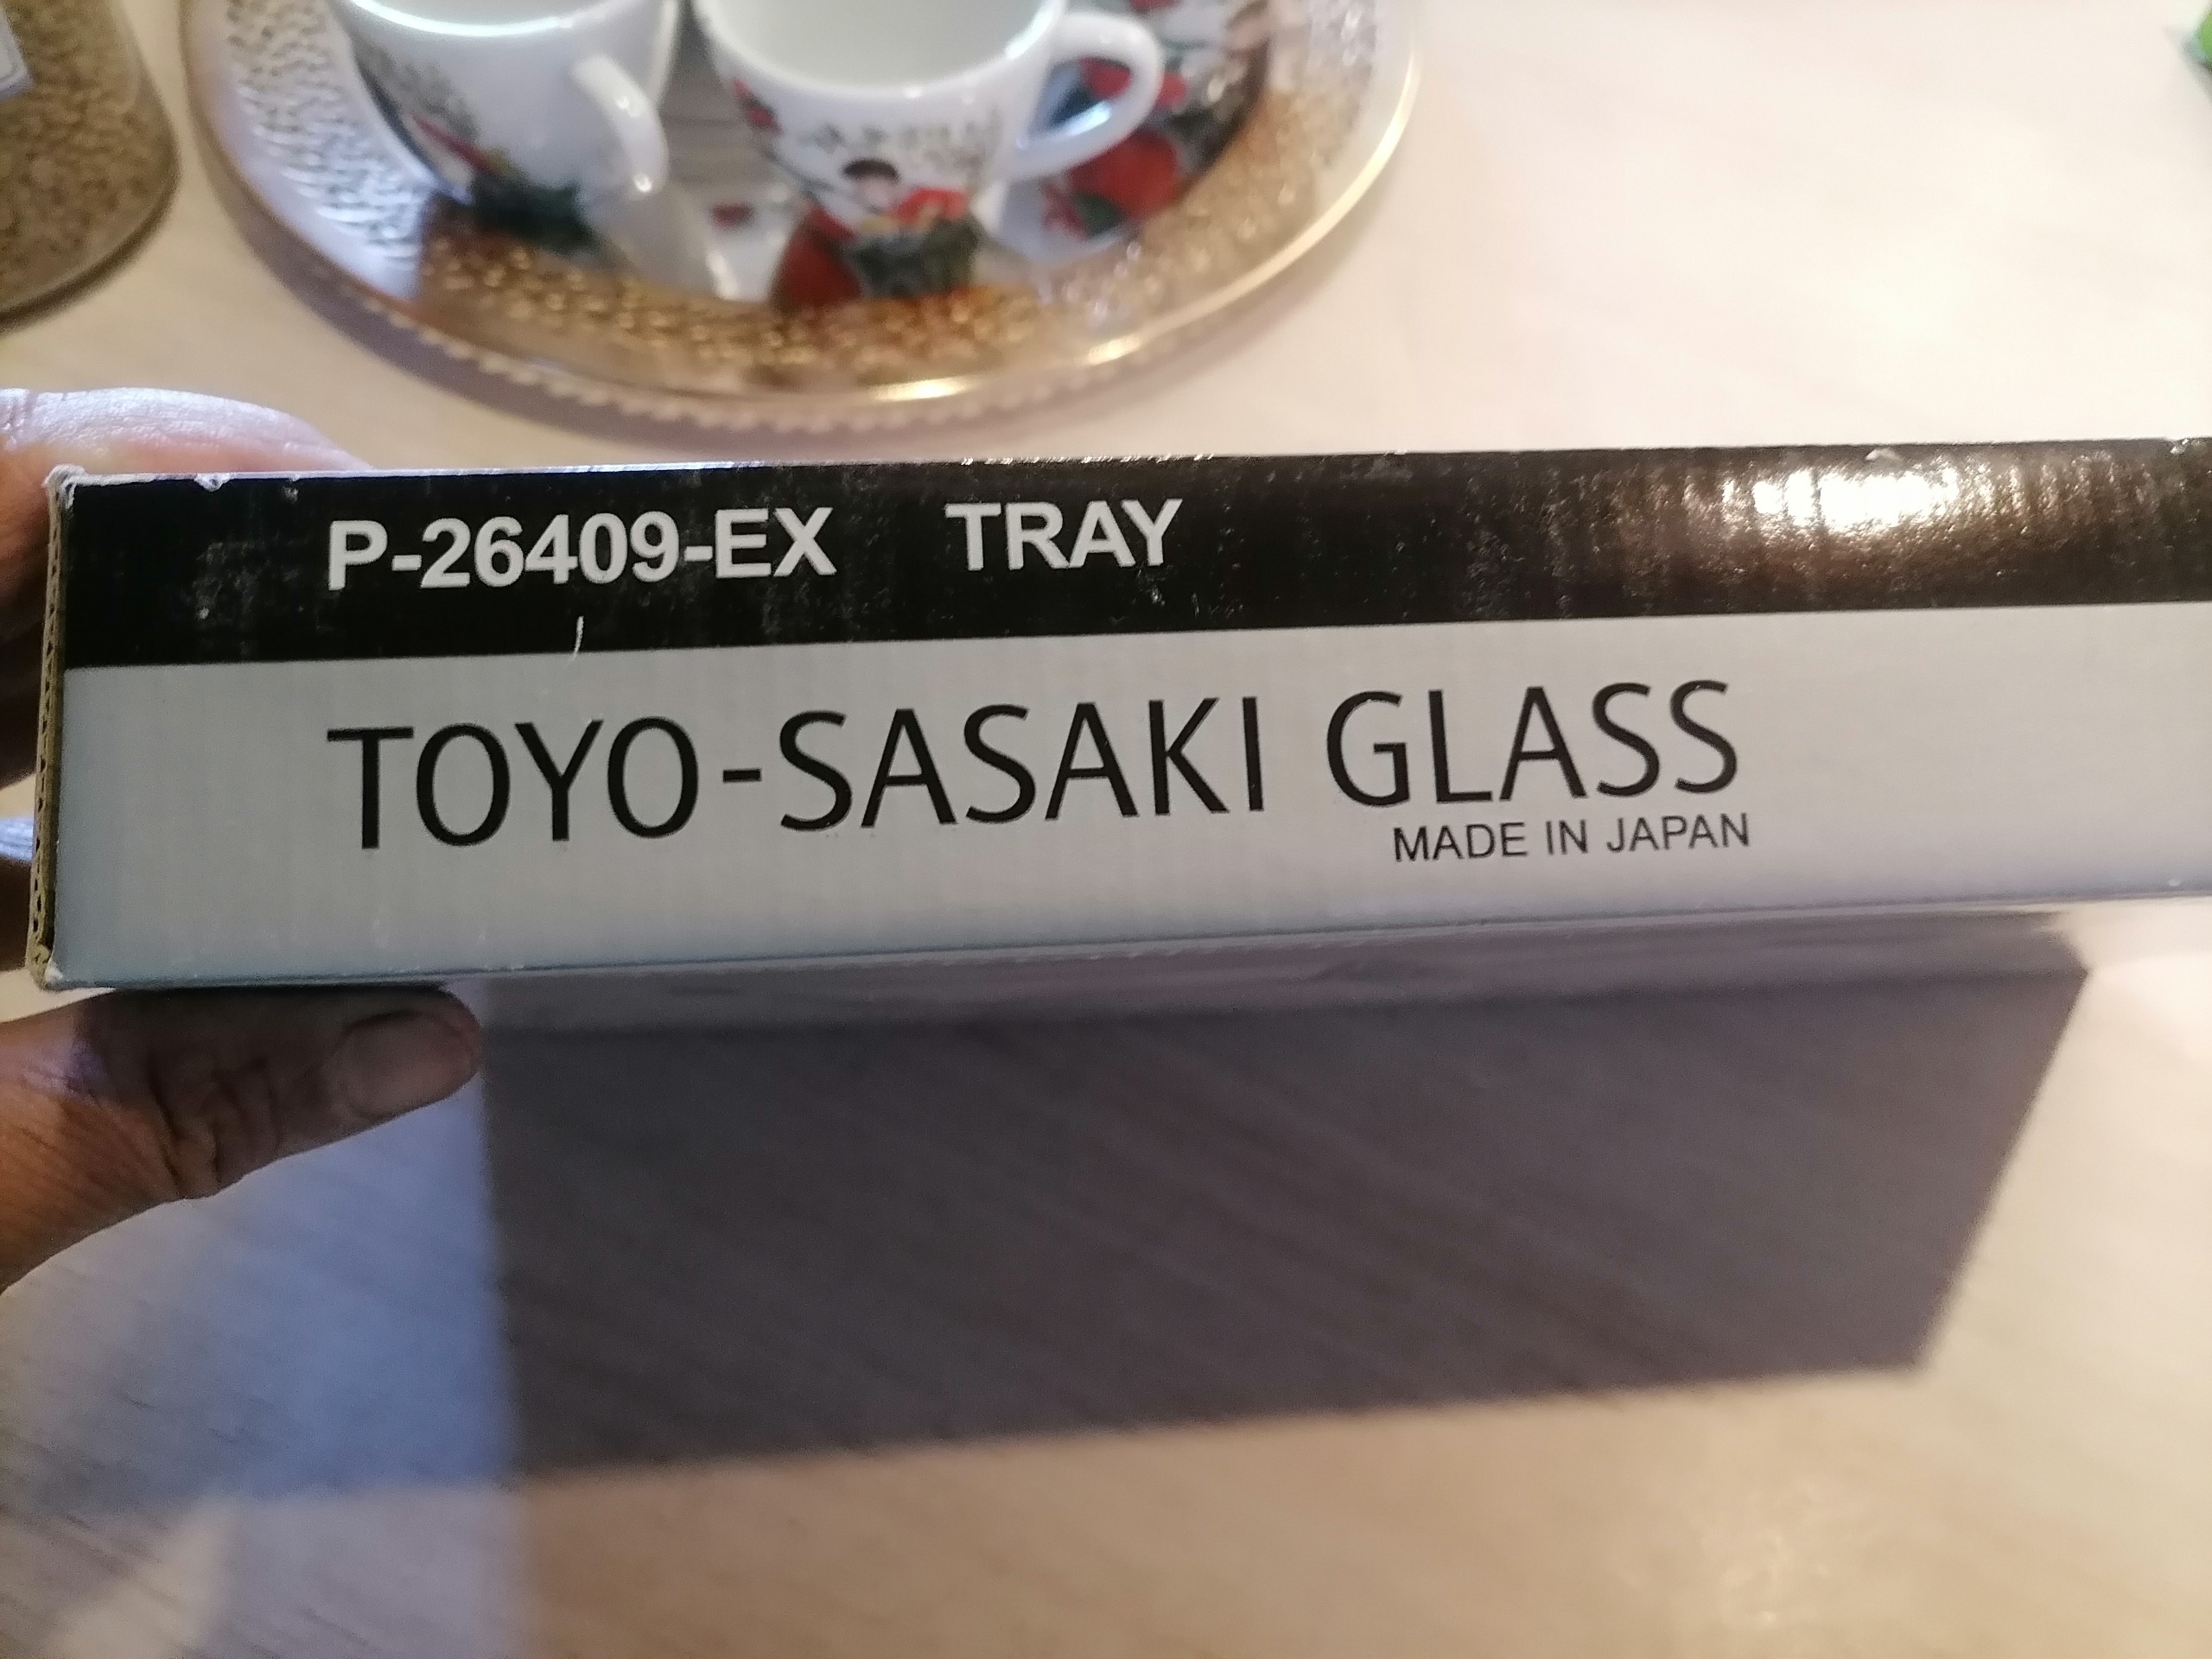 P-26409-EX TRAY
TOYO-SASAKI GLASS
MADE IN JAPAN